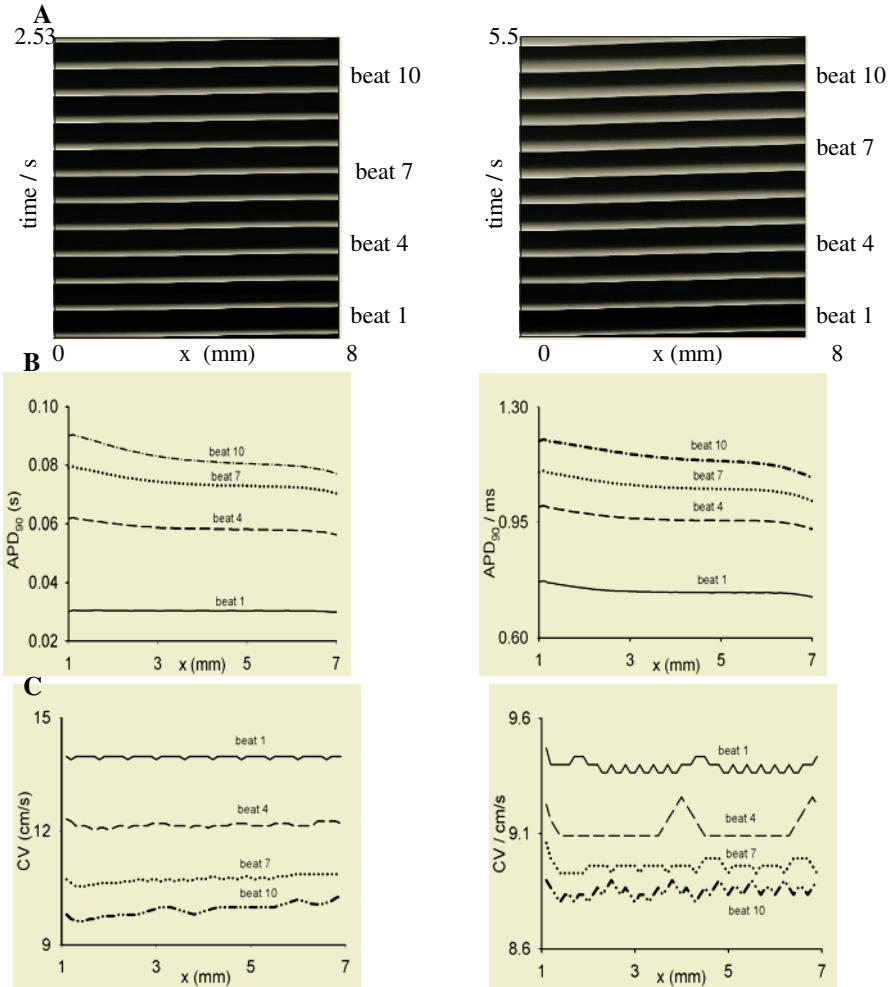 A
2.53
time / s
beat 10
beat 7
beat 4
beat 1
0 x (mm) 8
5.5
time / s
beat 10
beat 7
beat 4
beat 1
0 x (mm) 8
B
0.10
0.08
0.06
0.04
0.02
APD90 (s)
beat 10
beat 7
beat 4
beat 1
1 3 5 7
x (mm)
1.30
0.95
0.60
APD90 / ms
beat 10
beat 7
beat 4
beat 1
1 3 5 7
x (mm)
C
15
12
9
CV (cm/s)
beat 1
beat 4
beat 7
beat 10
1 3 5 7
x (mm)
9.6
9.1
8.6
CV / cm/s
beat 1
beat 4
beat 7
beat 10
1 3 5 7
x (mm)